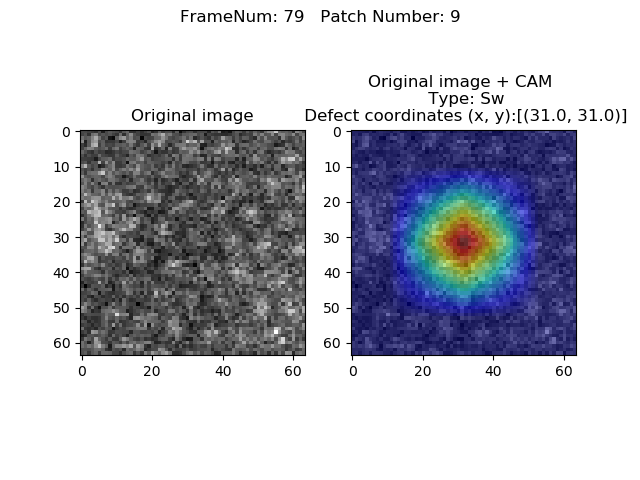 FrameNum: 79   Patch Number: 9
Original image
Original image + CAM
Type: Sw
Defect coordinates (x, y):[(31.0, 31.0)]
0
10
20
30
40
50
60
0 20 40 60
0
10
20
30
40
50
60
0 20 40 60